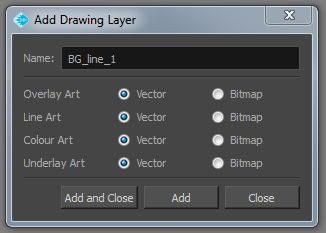 Add Drawing Layer
Name: BG_line_1
Overlay Art Vector Bitmap
Line Art Vector Bitmap
Colour Art Vector Bitmap
Underlay Art Vector Bitmap
Add and Close Add Close